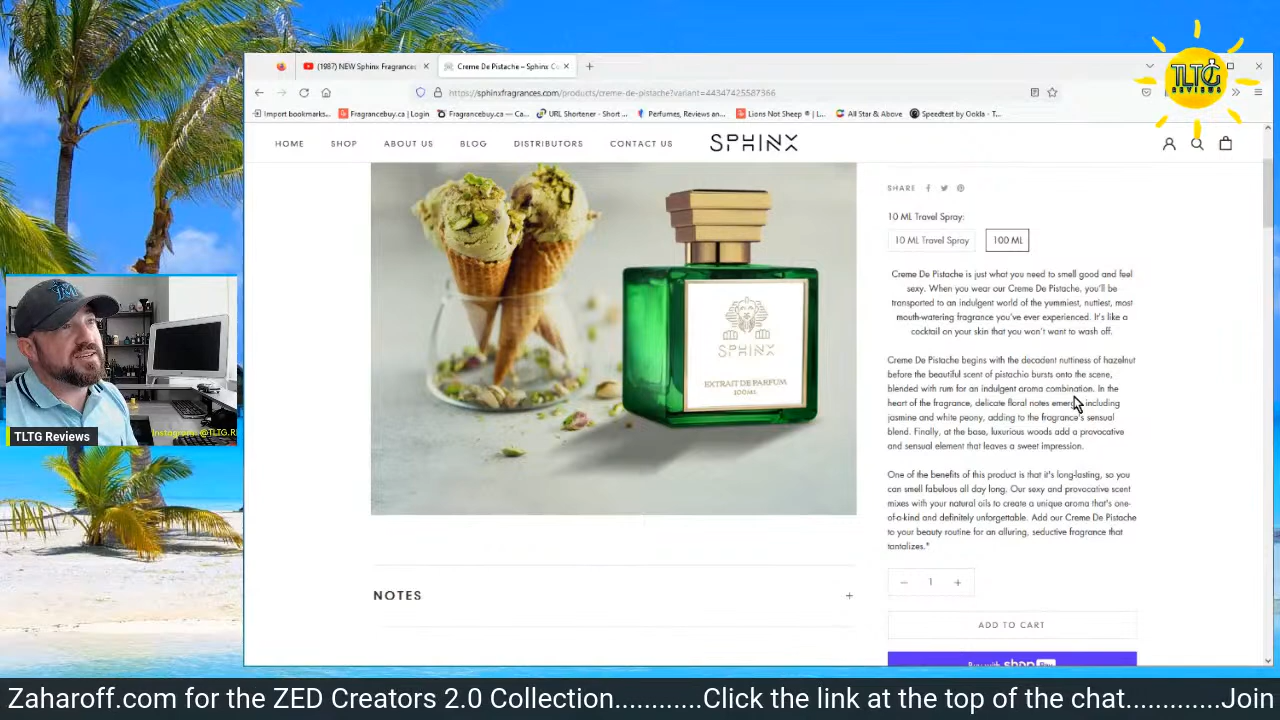 (1987) NEW Sphinx Fragrances
Creme De Pistache – Sphinx Co
https://sphinxfragrances.com/products/creme-de-pistache?variant=44347425587366
Import bookmarks...
Fragrancebuy.ca | Login
Fragrancebuy.ca — Ca...
URL Shortener - Short ...
Perfumes, Reviews an...
Lions Not Sheep ® | L...
All Star & Above
Speedtest by Ookla - T...
TLTG
REVIEWS
HOME
SHOP
ABOUT US
BLOG
DISTRIBUTORS
CONTACT US
SPHINX
SHARE
10 ML Travel Spray:
10 ML Travel Spray
100 ML
Creme De Pistache is just what you need to smell good and feel
sexy. When you wear our Creme De Pistache, you'll be
transported to an indulgent world of the yummiest, nuttiest, most
mouth-watering fragrance you've ever experienced. It's like a
cocktail on your skin that you won't want to wash off.
Creme De Pistache begins with the decadent nuttiness of hazelnut
before the beautiful scent of pistachio bursts onto the scene,
blended with rum for an indulgent aroma combination. In the
heart of the fragrance, delicate floral notes emerge, including
jasmine and white peony, adding to the fragrance's sensual
blend. Finally, at the base, luxurious woods add a provocative
and sensual element that leaves a sweet impression.
One of the benefits of this product is that it's long-lasting, so you
can smell fabulous all day long. Our sexy and provocative scent
mixes with your natural oils to create a unique aroma that's one-
of-a-kind and definitely unforgettable. Add our Creme De Pistache
to your beauty routine for an alluring, seductive fragrance that
tantalizes.*
1
ADD TO CART
Buy with shop Pay
SPHINX
EXTRAIT DE PARFUM
100ML
NOTES
TLTG Reviews
Instagram: @TLTG.R
Zaharoff.com for the ZED Creators 2.0 Collection............Click the link at the top of the chat............Join